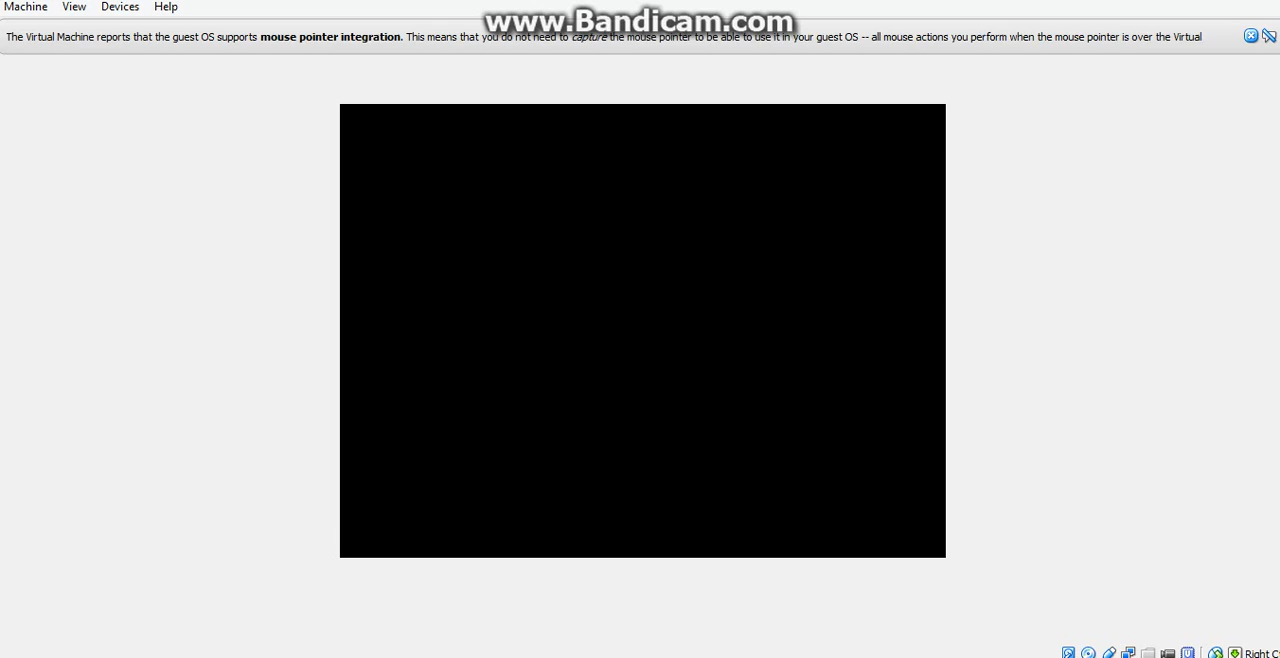 Machine View Devices Help
www.Bandicam.com
The Virtual Machine reports that the guest OS supports mouse pointer integration. This means that you do not need to capture the mouse pointer to be able to use it in your guest OS -- all mouse actions you perform when the mouse pointer is over the Virtual
Right C